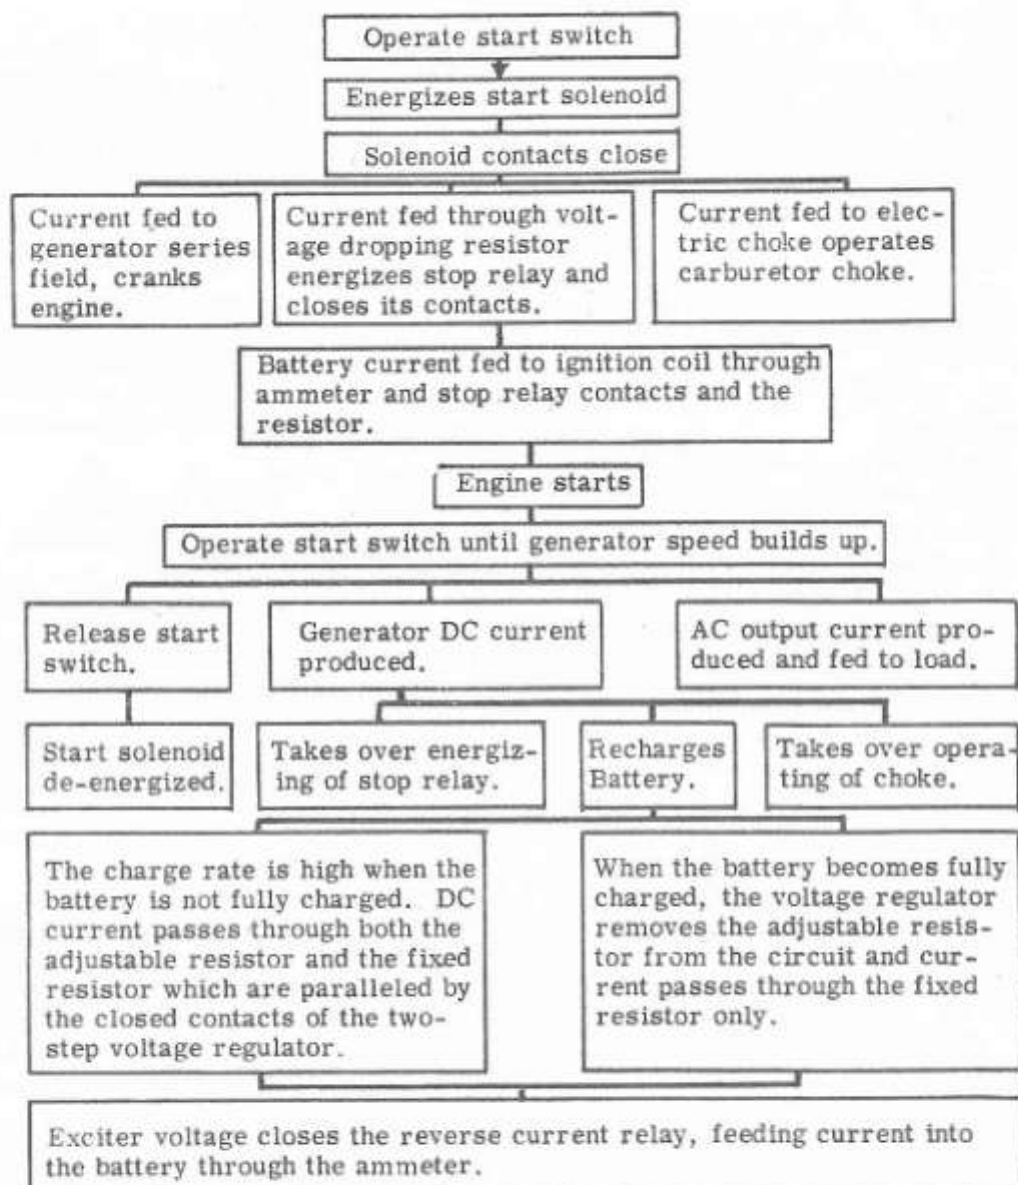 Operate start switch
Energizes start solenoid
Solenoid contacts close
Current fed to
generator series
field, cranks
engine.
Current fed through volt-
age dropping resistor
energizes stop relay and
closes its contacts.
Current fed to elec-
tric choke operates
carburetor choke.
Battery current fed to ignition coil through
ammeter and stop relay contacts and the
resistor.
Engine starts
Operate start switch until generator speed builds up.
Release start
switch.
Generator DC current
produced.
AC output current pro-
duced and fed to load.
Start solenoid
de-energized.
Takes over energiz-
ing of stop relay.
Recharges
Battery.
Takes over opera-
ting of choke.
The charge rate is high when the
battery is not fully charged. DC
current passes through both the
adjustable resistor and the fixed
resistor which are paralleled by
the closed contacts of the two-
step voltage regulator.
When the battery becomes fully
charged, the voltage regulator
removes the adjustable resis-
tor from the circuit and cur-
rent passes through the fixed
resistor only.
Exciter voltage closes the reverse current relay, feeding current into
the battery through the ammeter.